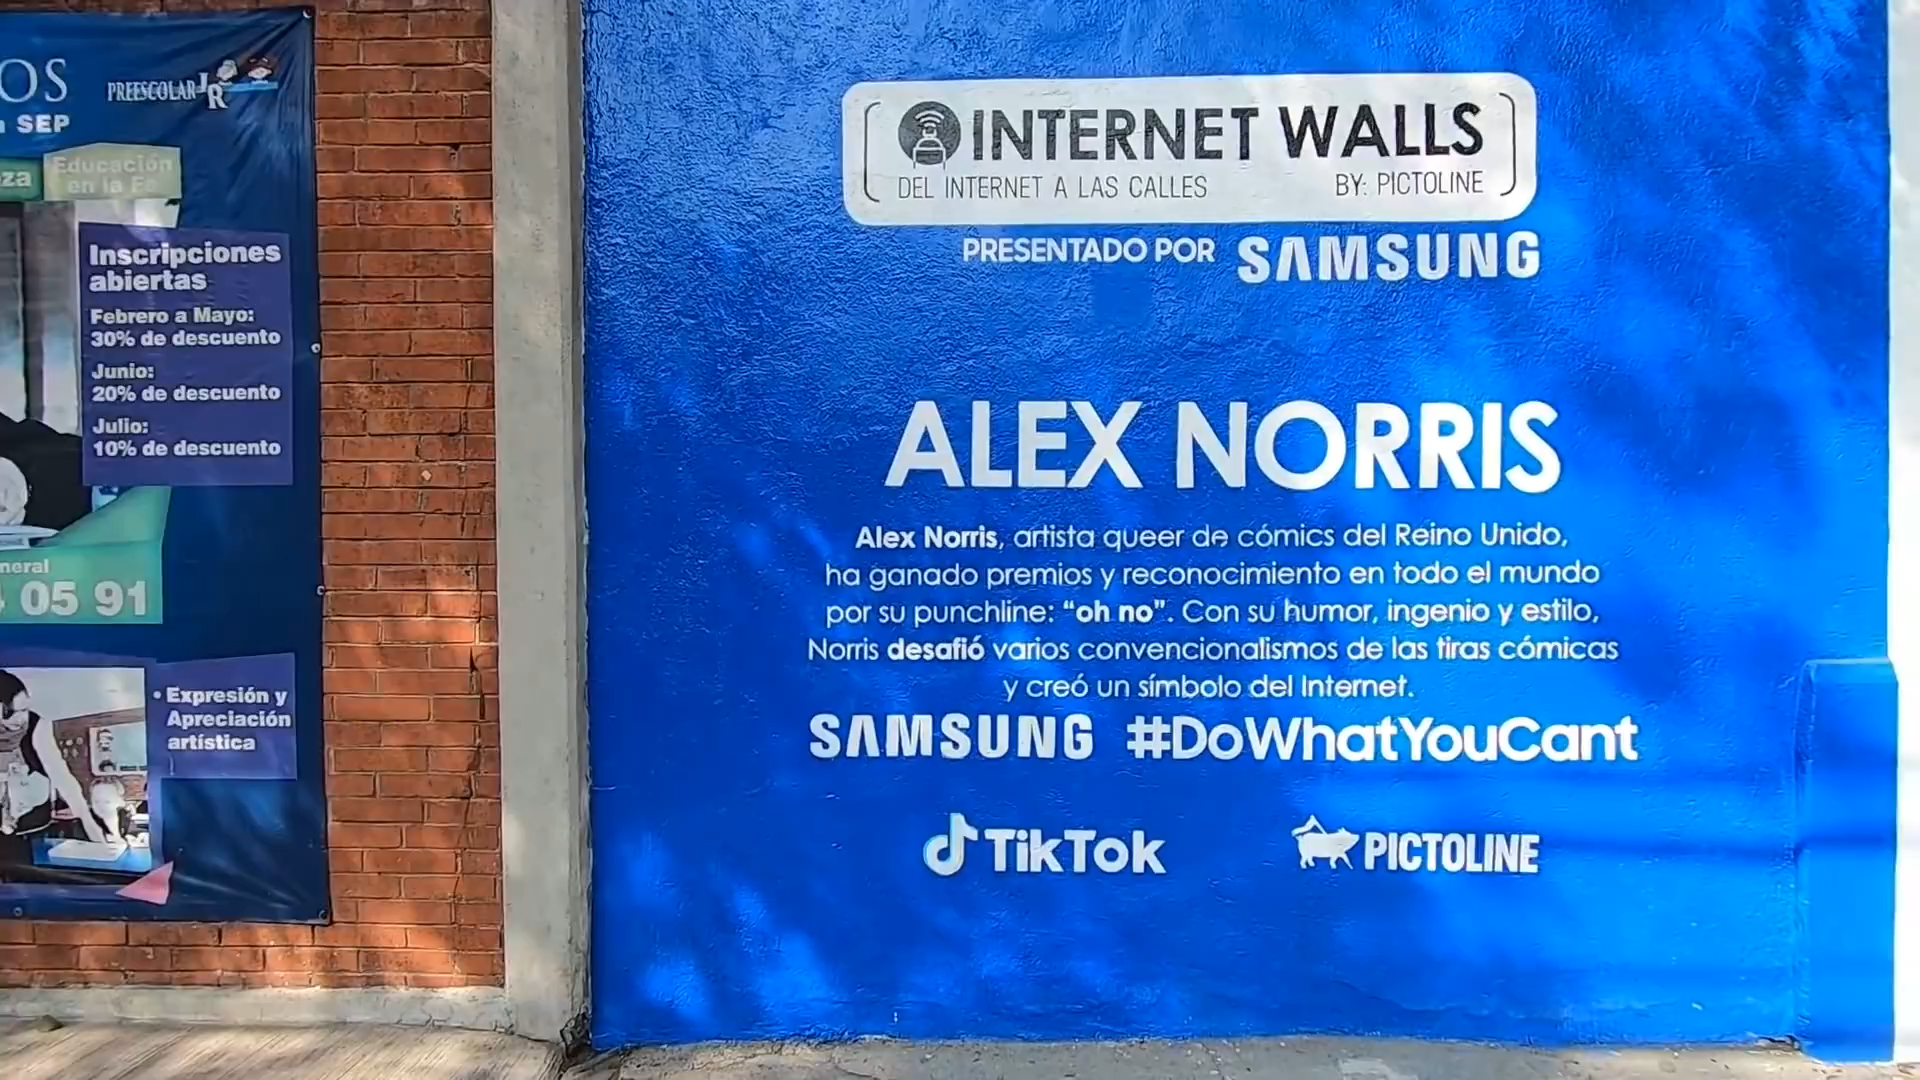 OS
SEP
PREESCOLAR JR
Educación
en la Fe
za
Inscripciones
abiertas
Febrero a Mayo:
30% de descuento
Junio:
20% de descuento
Julio:
10% de descuento
neral
05 91
• Expresión y
Apreciación
artística
INTERNET WALLS
DEL INTERNET A LAS CALLES BY: PICTOLINE
PRESENTADO POR SAMSUNG
ALEX NORRIS
Alex Norris, artista queer de cómics del Reino Unido,
ha ganado premios y reconocimiento en todo el mundo
por su punchline: “oh no”. Con su humor, ingenio y estilo,
Norris desafió varios convencionalismos de las tiras cómicas
y creó un símbolo del Internet.
SAMSUNG #DoWhatYouCant
TikTok PICTOLINE